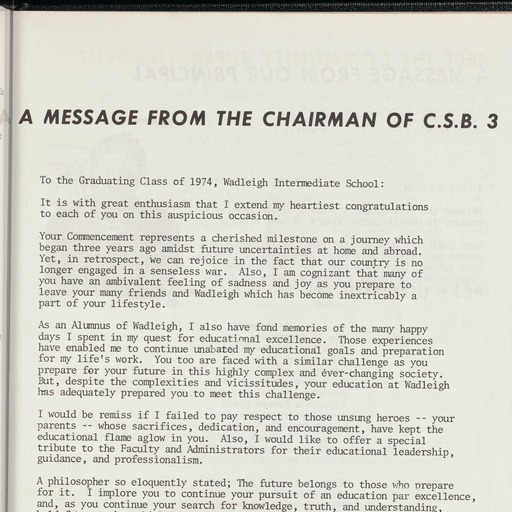 A MESSAGE FROM THE CHAIRMAN OF C.S.B. 3
To the Graduating Class of 1974, Wadleigh Intermediate School:
It is with great enthusiasm that I extend my heartiest congratulations
to each of you on this auspicious occasion.
Your Commencement represents a cherished milestone on a journey which
began three years ago amidst future uncertainties at home and abroad.
Yet, in retrospect, we can rejoice in the fact that our country is no
longer engaged in a senseless war. Also, I am cognizant that many of
you have an ambivalent feeling of sadness and joy as you prepare to
leave your many friends and Wadleigh which has become inextricably a
part of your lifestyle.
As an Alumnus of Wadleigh, I also have fond memories of the many happy
days I spent in my quest for educational excellence. Those experiences
have enabled me to continue unabated my educational goals and preparation
for my life's work. You too are faced with a similar challenge as you
prepare for your future in this highly complex and éver-changing society.
But, despite the complexities and vicissitudes, your education at Wadleigh
has adequately prepared you to meet this challenge.
I would be remiss if I failed to pay respect to those unsung heroes -- your
parents -- whose sacrifices, dedication, and encouragement, have kept the
educational flame aglow in you. Also, I would like to offer a special
tribute to the Faculty and Administrators for their educational leadership,
guidance, and professionalism.
A philosopher so eloquently stated; The future belongs to those who prepare
for it. I implore you to continue your pursuit of an education par excellence,
and, as you continue your search for knowledge, truth, and understanding,